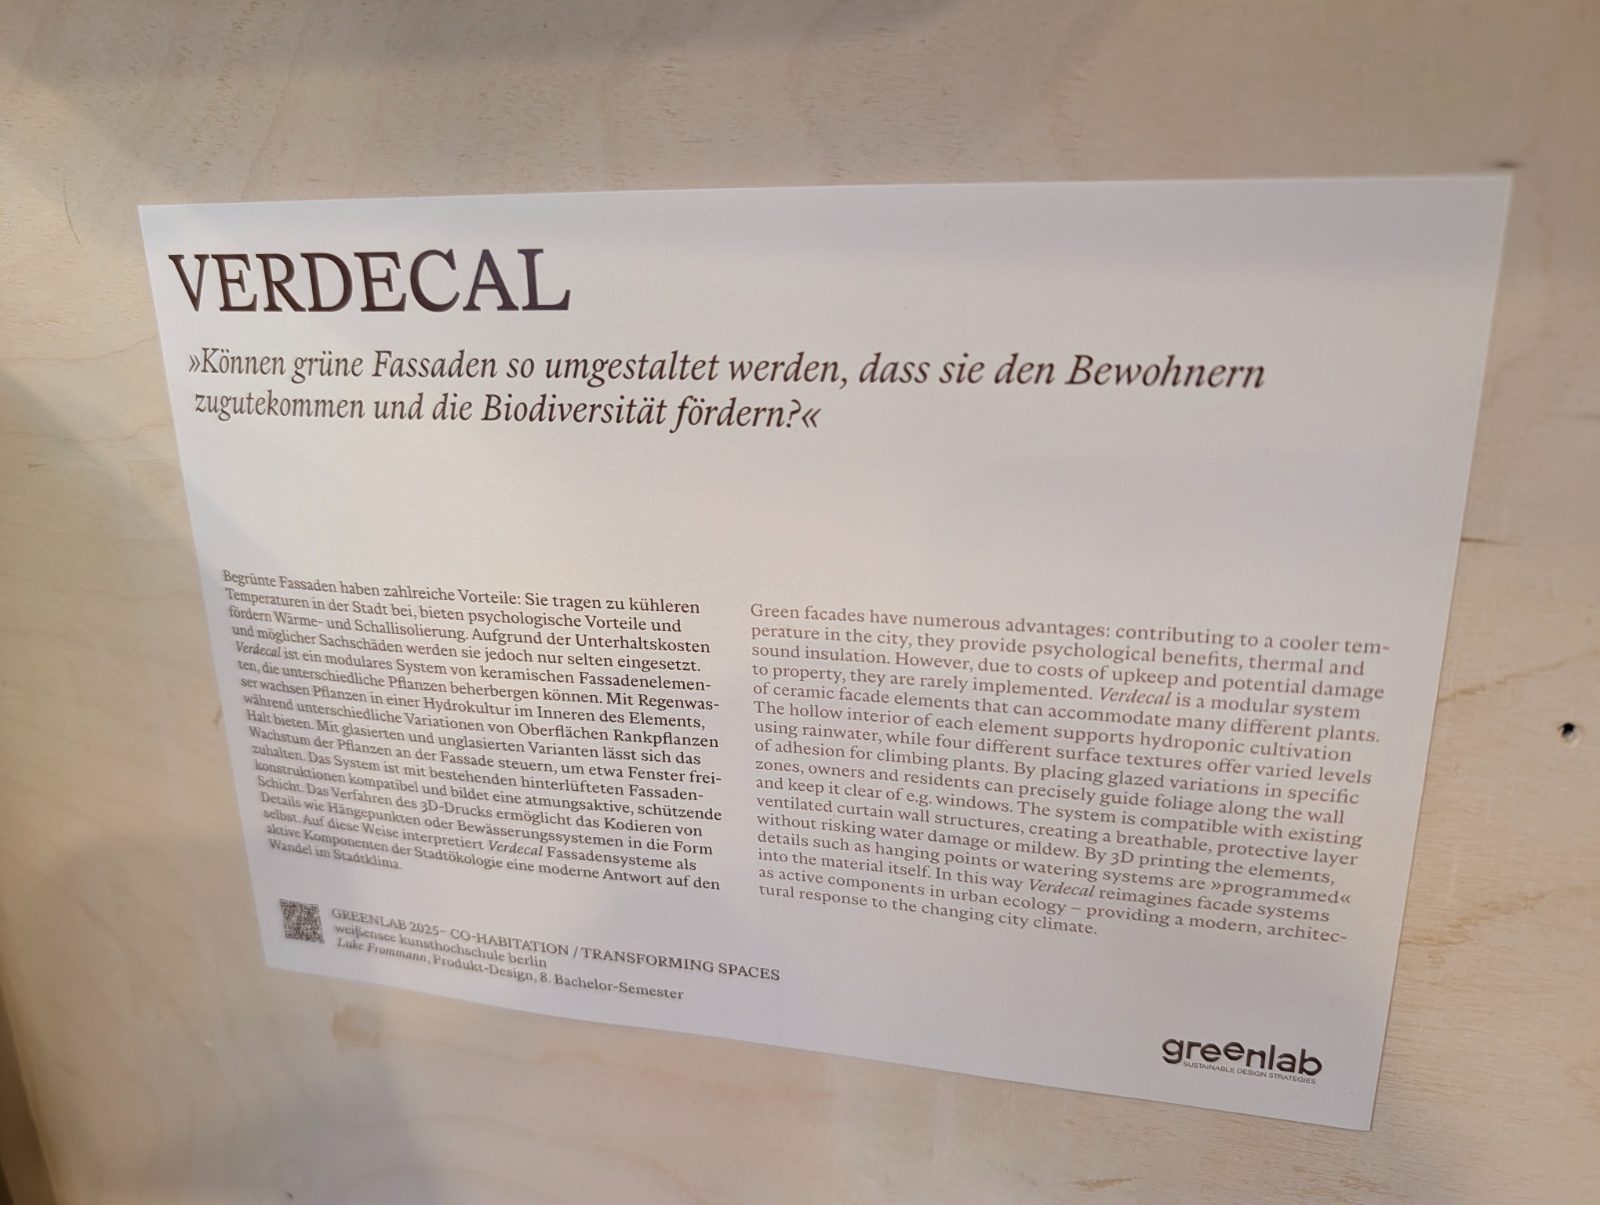 VERDECAL
»Können grüne Fassaden so umgestaltet werden, dass sie den Bewohnern
zugutekommen und die Biodiversität fördern?«
Begrünte Fassaden haben zahlreiche Vorteile: Sie tragen zu kühleren
Temperaturen in der Stadt bei, bieten psychologische Vorteile und
fördern Wärme- und Schallisolierung. Aufgrund der Unterhaltskosten
und möglicher Sachschäden werden sie jedoch nur selten eingesetzt.
Verdecal ist ein modulares System von keramischen Fassadenelemen-
ten, die unterschiedliche Pflanzen beherbergen können. Mit Regenwas-
ser wachsen Pflanzen in einer Hydrokultur im Inneren des Elements,
während unterschiedliche Variationen von Oberflächen Rankpflanzen
Halt bieten. Mit glasierten und unglasierten Varianten lässt sich das
Wachstum der Pflanzen an der Fassade steuern, um etwa Fenster frei-
zuhalten. Das System ist mit bestehenden hinterlüfteten Fassaden-
konstruktionen kompatibel und bildet eine atmungsaktive, schützende
Schicht. Das Verfahren des 3D-Drucks ermöglicht das Kodieren von
Details wie Hängepunkten oder Bewässerungssystemen in die Form
selbst. Auf diese Weise interpretiert Verdecal Fassadensysteme als
aktive Komponenten der Stadtökologie eine moderne Antwort auf den
Wandel im Stadtklima.
Green facades have numerous advantages: contributing to a cooler tem-
perature in the city, they provide psychological benefits, thermal and
sound insulation. However, due to costs of upkeep and potential damage
to property, they are rarely implemented. Verdecal is a modular system
of ceramic facade elements that can accommodate many different plants.
The hollow interior of each element supports hydroponic cultivation
using rainwater, while four different surface textures offer varied levels
of adhesion for climbing plants. By placing glazed variations in specific
zones, owners and residents can precisely guide foliage along the wall
and keep it clear of e.g. windows. The system is compatible with existing
ventilated curtain wall structures, creating a breathable, protective layer
without risking water damage or mildew. By 3D printing the elements,
details such as hanging points or watering systems are »programmed«
into the material itself. In this way Verdecal reimagines facade systems
as active components in urban ecology – providing a modern, architec-
tural response to the changing city climate.
GREENLAB 2025– CO-HABITATION / TRANSFORMING SPACES
weißensee kunsthochschule berlin
Luke Frommann, Produkt-Design, 8. Bachelor-Semester
greenlab
SUSTAINABLE DESIGN STRATEGIES